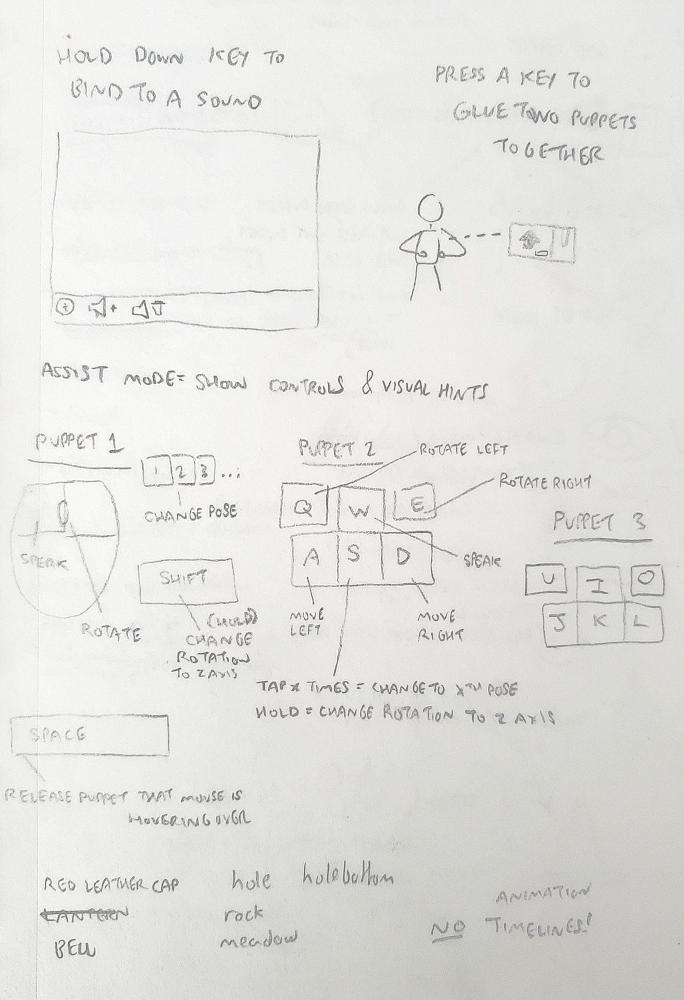 HOLD DOWN KEY TO
BIND TO A SOUND
PRESS A KEY TO
GLUE TWO PUPPETS
TOGETHER
ASSIST MODE= SHOW CONTROLS & VISUAL HINTS
PUPPET 1
1 2 3 ...
CHANGE POSE
SPEAK
ROTATE
SHIFT
(HOLD)
CHANGE
ROTATION
TO Z AXIS
PUPPET 2
ROTATE LEFT
ROTATE RIGHT
Q W E
A S D
SPEAK
MOVE
LEFT
MOVE
RIGHT
TAP X TIMES = CHANGE TO XTH POSE
HOLD = CHANGE ROTATION TO Z AXIS
PUPPET 3
U I O
J K L
SPACE
RELEASE PUPPET THAT MOUSE IS
HOVERING OVER
RED LEATHER CAP
LANTERN
BELL
hole holebottom
rock
meadow
ANIMATION
NO TIMELINES!